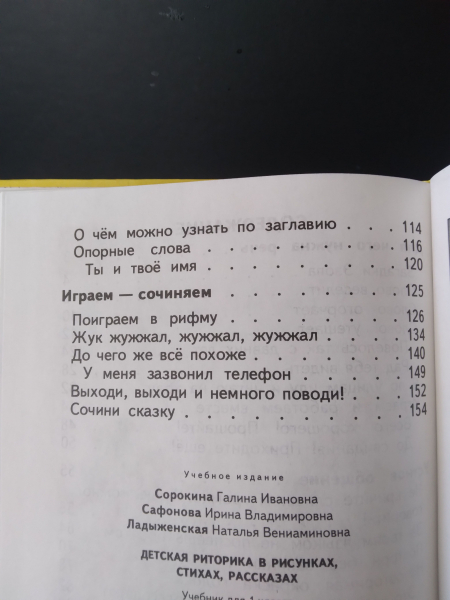 О чём можно узнать по заглавию . . . 114
Опорные слова . . . . . . . . . 116
Ты и твоё имя . . . . . . . . . 120
Играем — сочиняем . . . . . . . . 125
Поиграем в рифму . . . . . . . . 126
Жук жужжал, жужжал, жужжал . . . . 134
До чего же всё похоже . . . . . . . 140
У меня зазвонил телефон . . . . . 149
Выходи, выходи и немного поводи! . . . 152
Сочини сказку . . . . . . . . . . 154
Учебное издание
Сорокина Галина Ивановна
Сафонова Ирина Владимировна
Ладыженская Наталья Вениаминовна
ДЕТСКАЯ РИТОРИКА В РИСУНКАХ,
СТИХАХ, РАССКАЗАХ
Учебник для 1